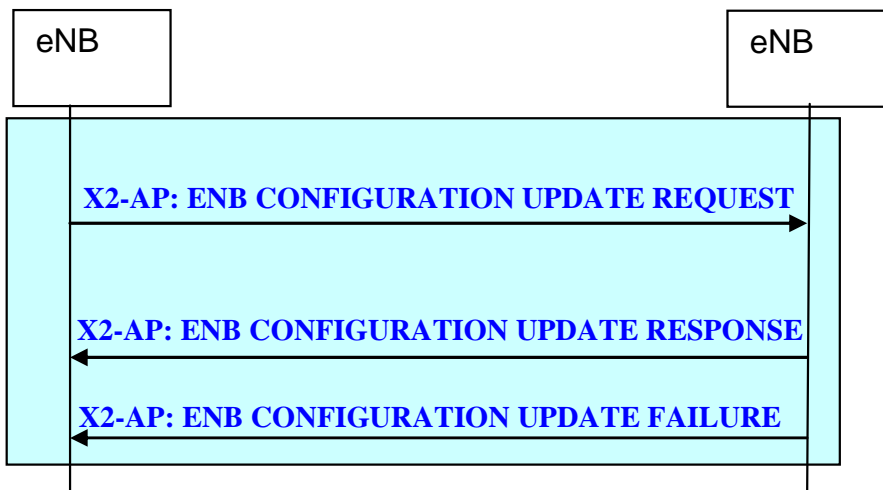 eNB
eNB
X2-AP: ENB CONFIGURATION UPDATE REQUEST
X2-AP: ENB CONFIGURATION UPDATE RESPONSE
X2-AP: ENB CONFIGURATION UPDATE FAILURE